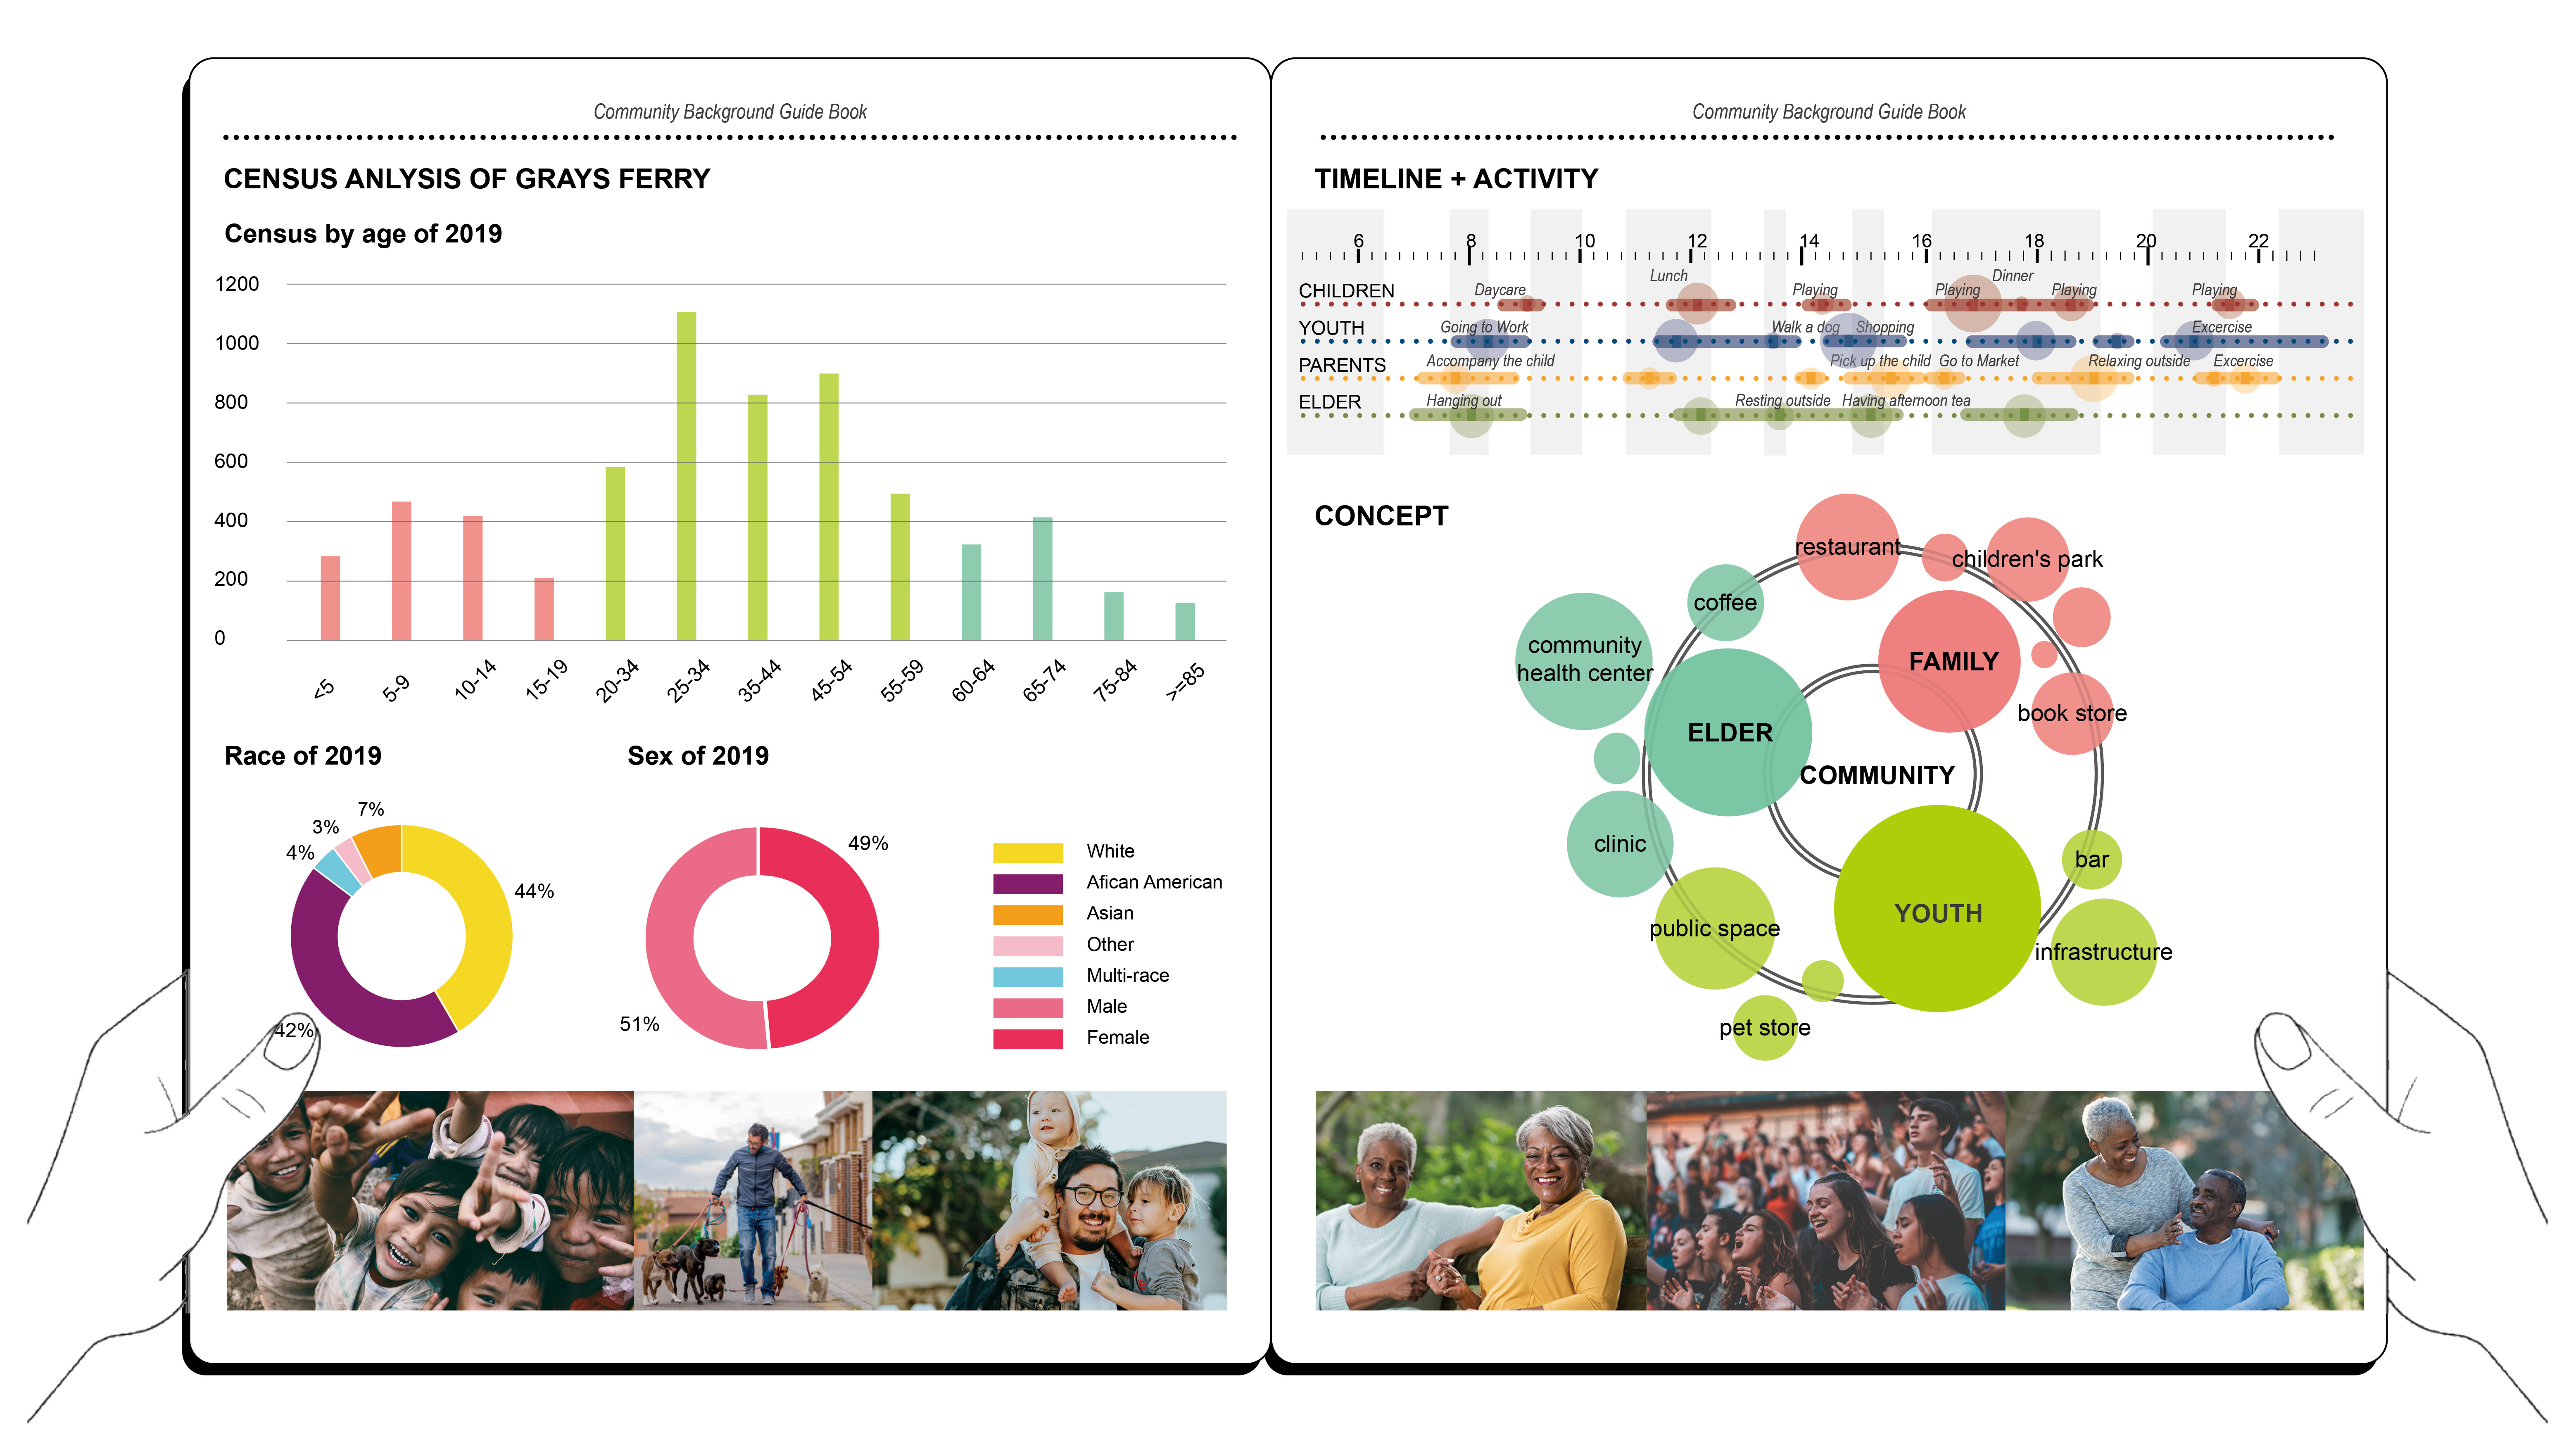 Community Background Guide Book
CENSUS ANLYSIS OF GRAYS FERRY
Census by age of 2019
1200
1000
800
600
400
200
0
<5
5-9
10-14
15-19
20-34
25-34
35-44
45-54
55-59
60-64
65-74
75-84
>=85
Race of 2019
7%
3%
4%
44%
42%
Sex of 2019
49%
51%
White
Afican American
Asian
Other
Multi-race
Male
Female
Community Background Guide Book
TIMELINE + ACTIVITY
6 8 10 12 14 16 18 20 22
Lunch Dinner
CHILDREN Daycare Playing Playing Playing Playing
YOUTH Going to Work Walk a dog Shopping Excercise
PARENTS Accompany the child Pick up the child Go to Market Relaxing outside Excercise
ELDER Hanging out Resting outside Having afternoon tea
CONCEPT
restaurant
children's park
coffee
community
health center
FAMILY
book store
ELDER
COMMUNITY
clinic
bar
YOUTH
public space
infrastructure
pet store